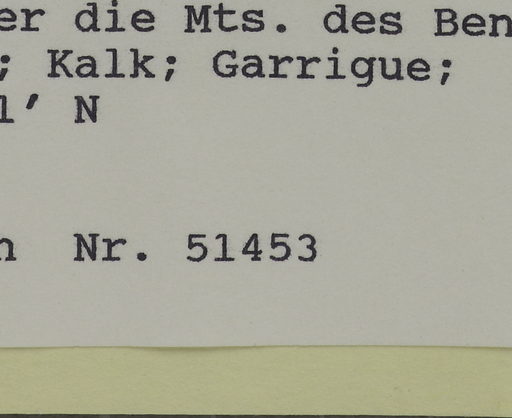 er die Mts. des Ben
; Kalk; Garrigue;
l' N
n Nr. 51453